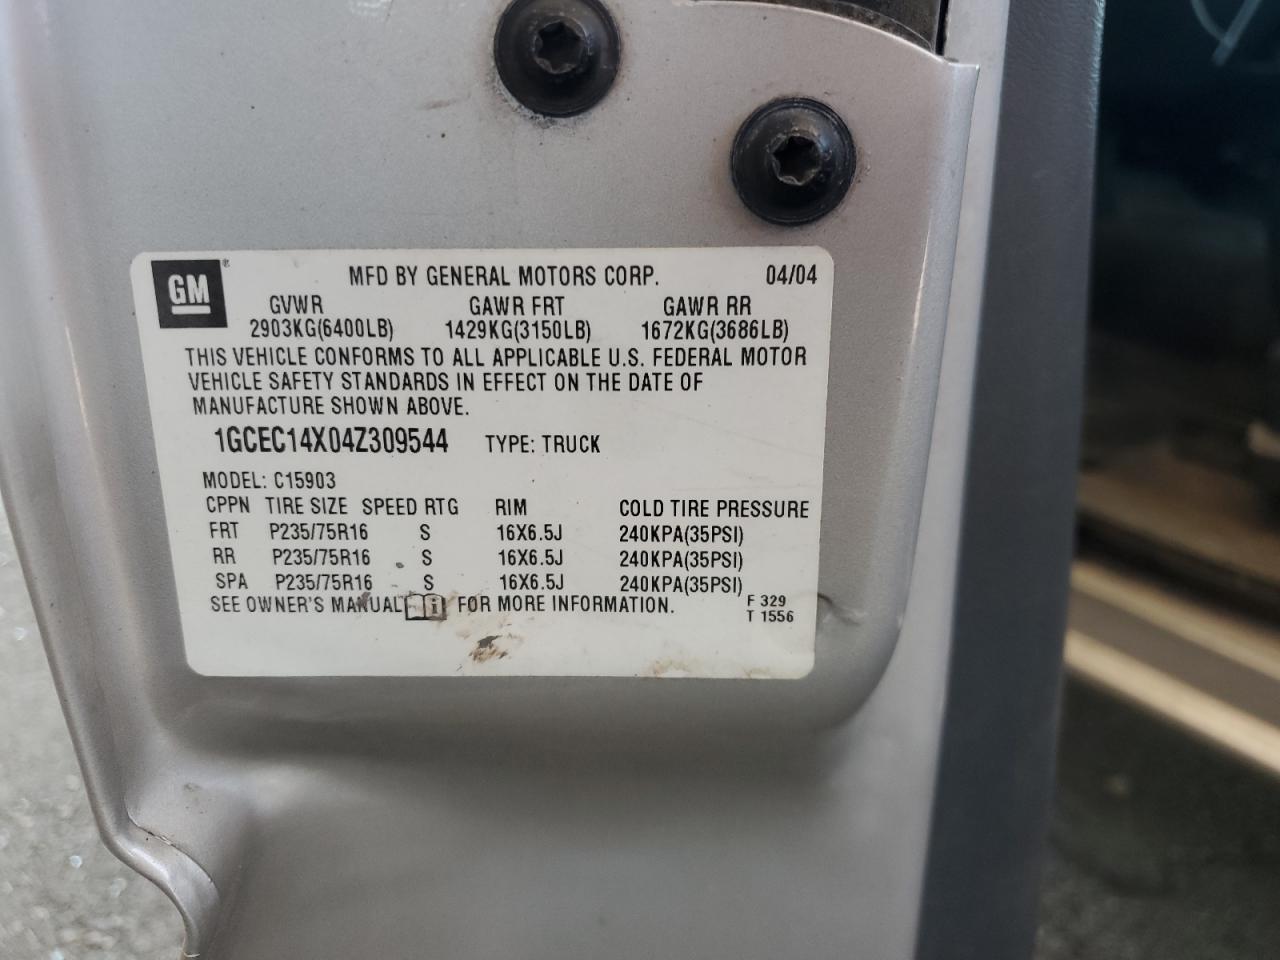 GM® MFD BY GENERAL MOTORS CORP. 04/04
GVWR GAWR FRT GAWR RR
2903KG(6400LB) 1429KG(3150LB) 1672KG(3686LB)
THIS VEHICLE CONFORMS TO ALL APPLICABLE U.S. FEDERAL MOTOR
VEHICLE SAFETY STANDARDS IN EFFECT ON THE DATE OF
MANUFACTURE SHOWN ABOVE.
1GCEC14X04Z309544 TYPE: TRUCK
MODEL: C15903
CPPN TIRE SIZE SPEED RTG RIM COLD TIRE PRESSURE
FRT P235/75R16 S 16X6.5J 240KPA(35PSI)
RR P235/75R16 S 16X6.5J 240KPA(35PSI)
SPA P235/75R16 S 16X6.5J 240KPA(35PSI)
SEE OWNER'S MANUAL i FOR MORE INFORMATION. F 329
T 1556